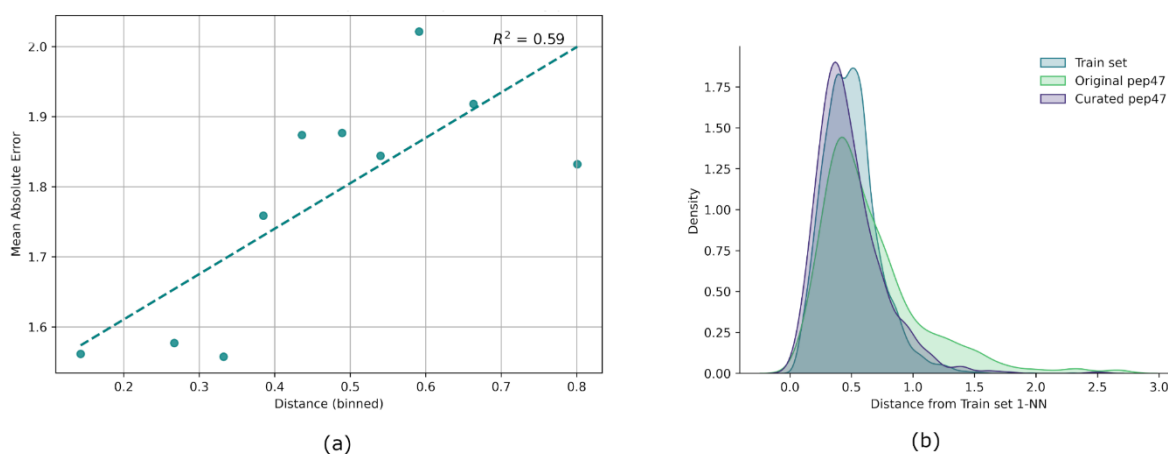 R² = 0.59
2.0
1.9
1.8
1.7
1.6
Mean Absolute Error
0.2 0.3 0.4 0.5 0.6 0.7 0.8
Distance (binned)
(a)
Train set
Original pep47
Curated pep47
1.75
1.50
1.25
1.00
0.75
0.50
0.25
0.00
Density
0.0 0.5 1.0 1.5 2.0 2.5 3.0
Distance from Train set 1-NN
(b)